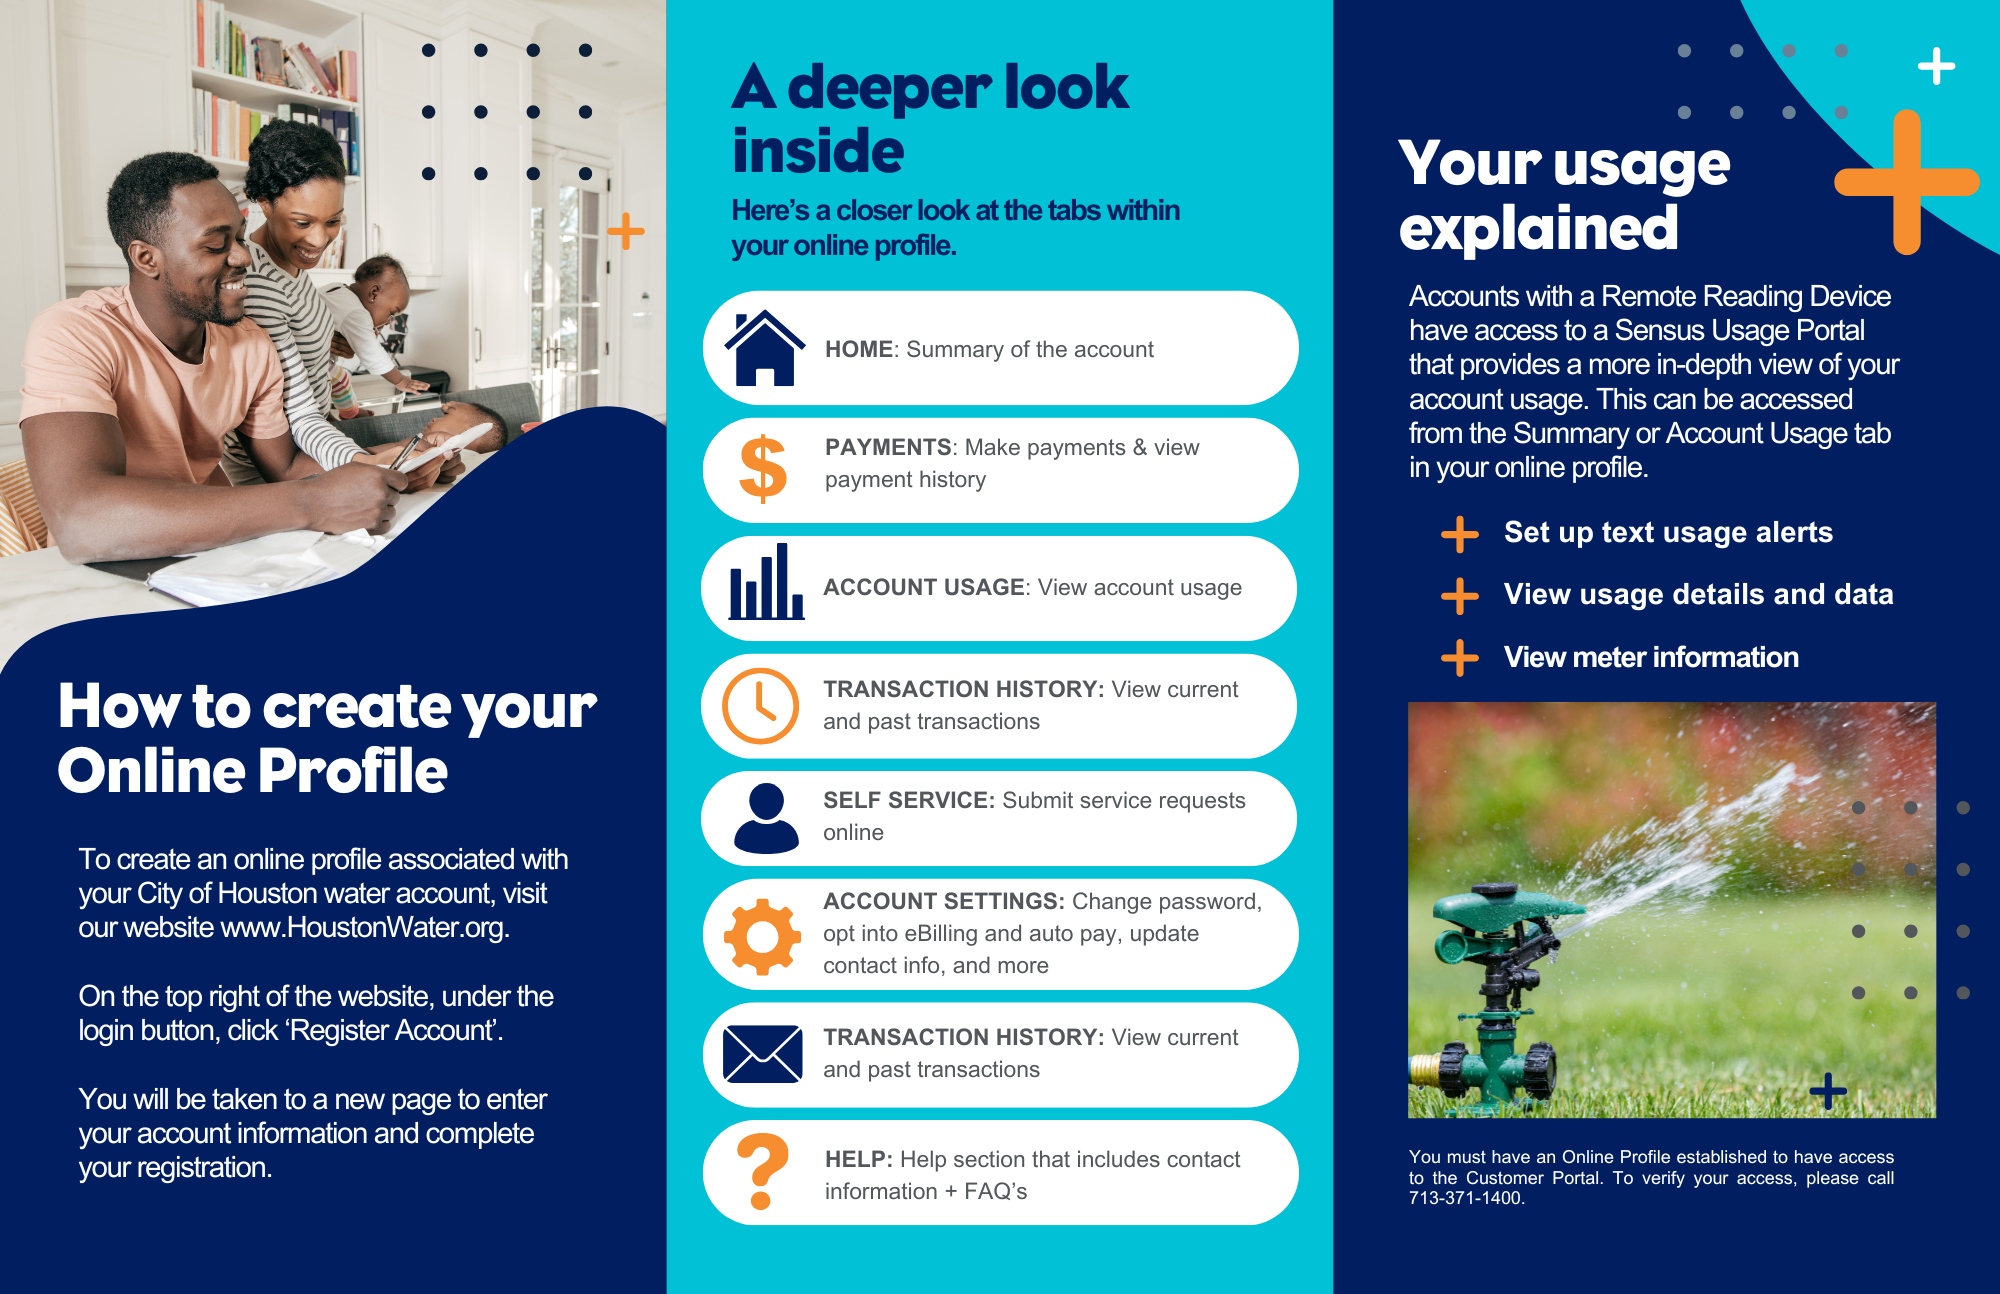 How to create your
Online Profile
To create an online profile associated with
your City of Houston water account, visit
our website www.HoustonWater.org.
On the top right of the website, under the
login button, click ‘Register Account’.
You will be taken to a new page to enter
your account information and complete
your registration.
A deeper look
inside
Here’s a closer look at the tabs within
your online profile.
HOME: Summary of the account
PAYMENTS: Make payments & view
payment history
ACCOUNT USAGE: View account usage
TRANSACTION HISTORY: View current
and past transactions
SELF SERVICE: Submit service requests
online
ACCOUNT SETTINGS: Change password,
opt into eBilling and auto pay, update
contact info, and more
TRANSACTION HISTORY: View current
and past transactions
HELP: Help section that includes contact
information + FAQ’s
Your usage
explained
Accounts with a Remote Reading Device
have access to a Sensus Usage Portal
that provides a more in-depth view of your
account usage. This can be accessed
from the Summary or Account Usage tab
in your online profile.
Set up text usage alerts
View usage details and data
View meter information
You must have an Online Profile established to have access
to the Customer Portal. To verify your access, please call
713-371-1400.